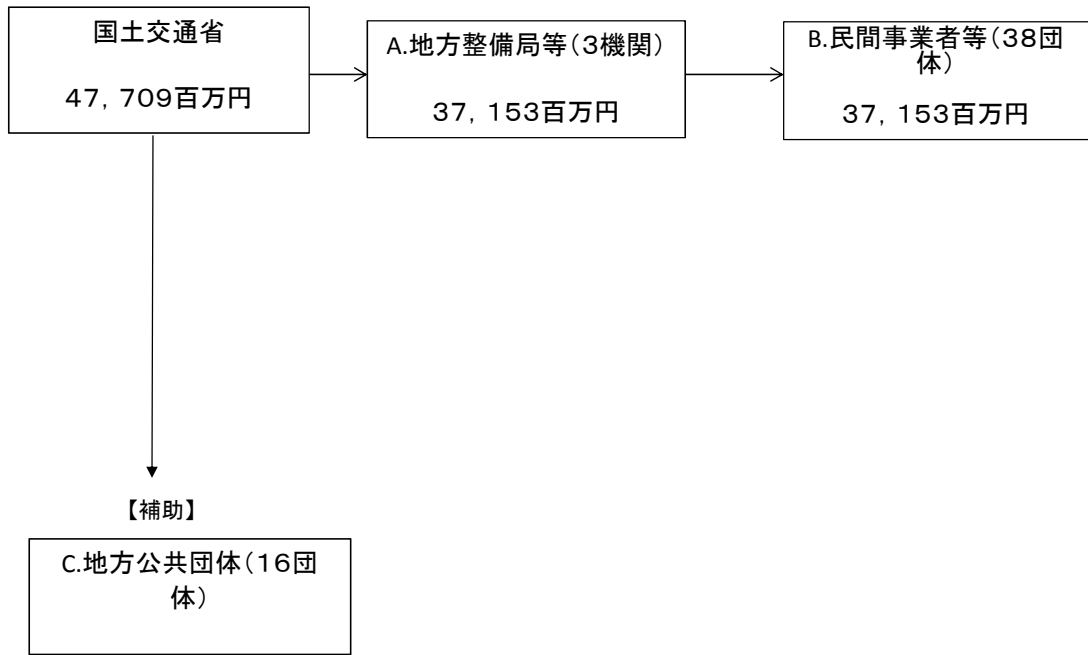 国土交通省
47，709百万円
A.地方整備局等（3機関）
37，153百万円
B.民間事業者等（38団
体）
37，153百万円
【補助】
C.地方公共団体（16団
体）